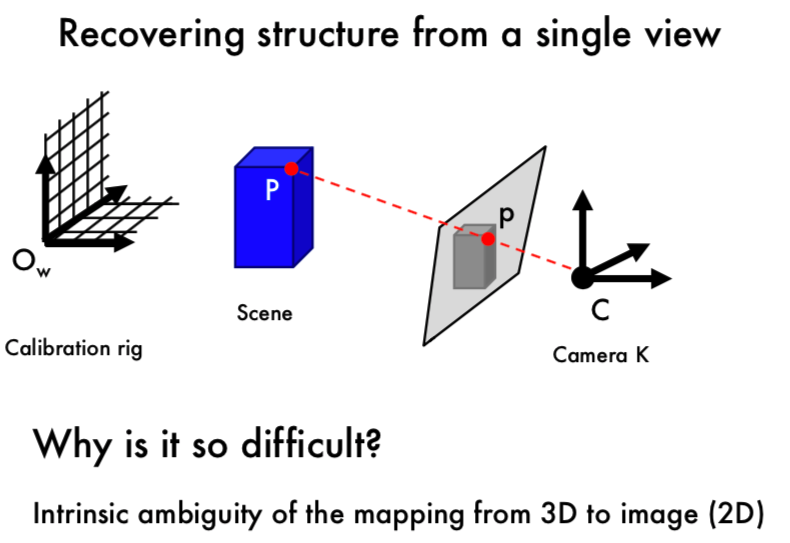 Recovering structure from a single view
P
p
Ow
C
Scene
Calibration rig
Camera K
Why is it so difficult?
Intrinsic ambiguity of the mapping from 3D to image (2D)